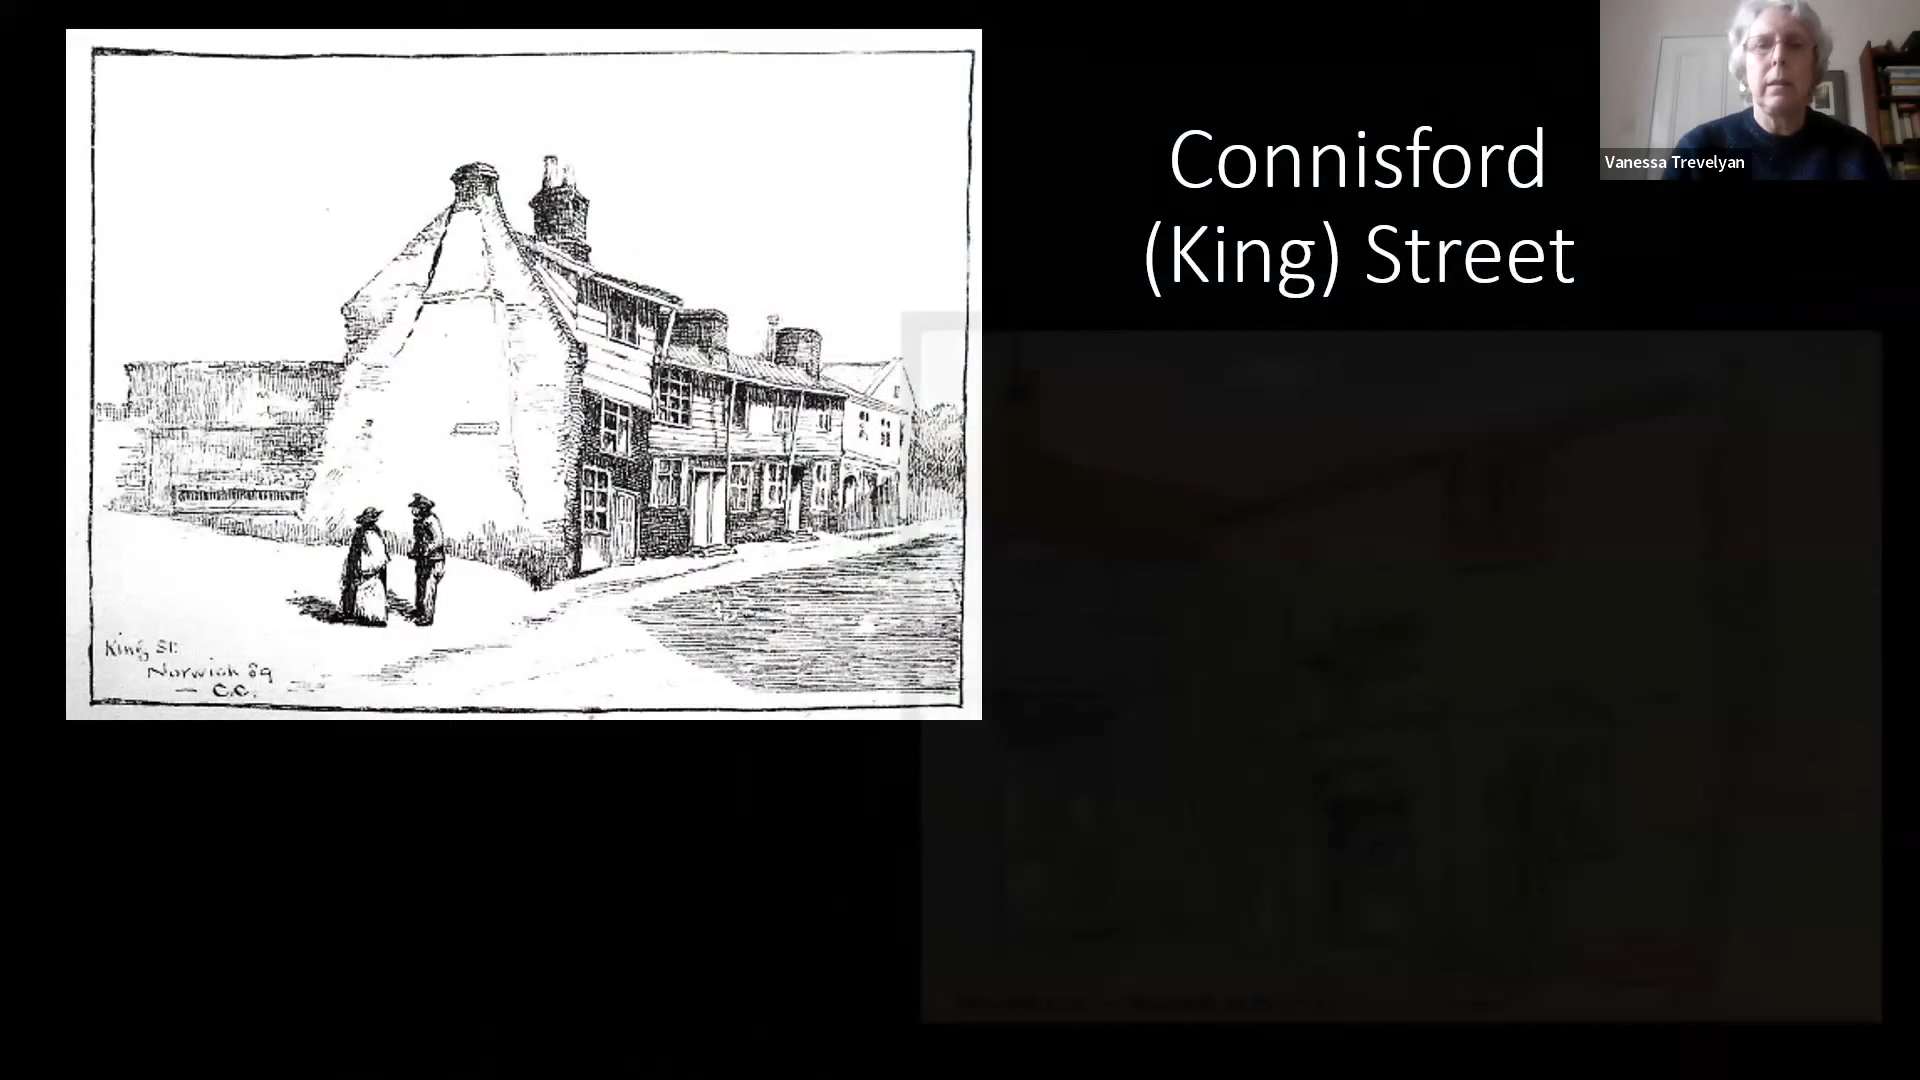 Connisford
(King) Street
Vanessa Trevelyan
King St:
Norwich 89
— C.C.